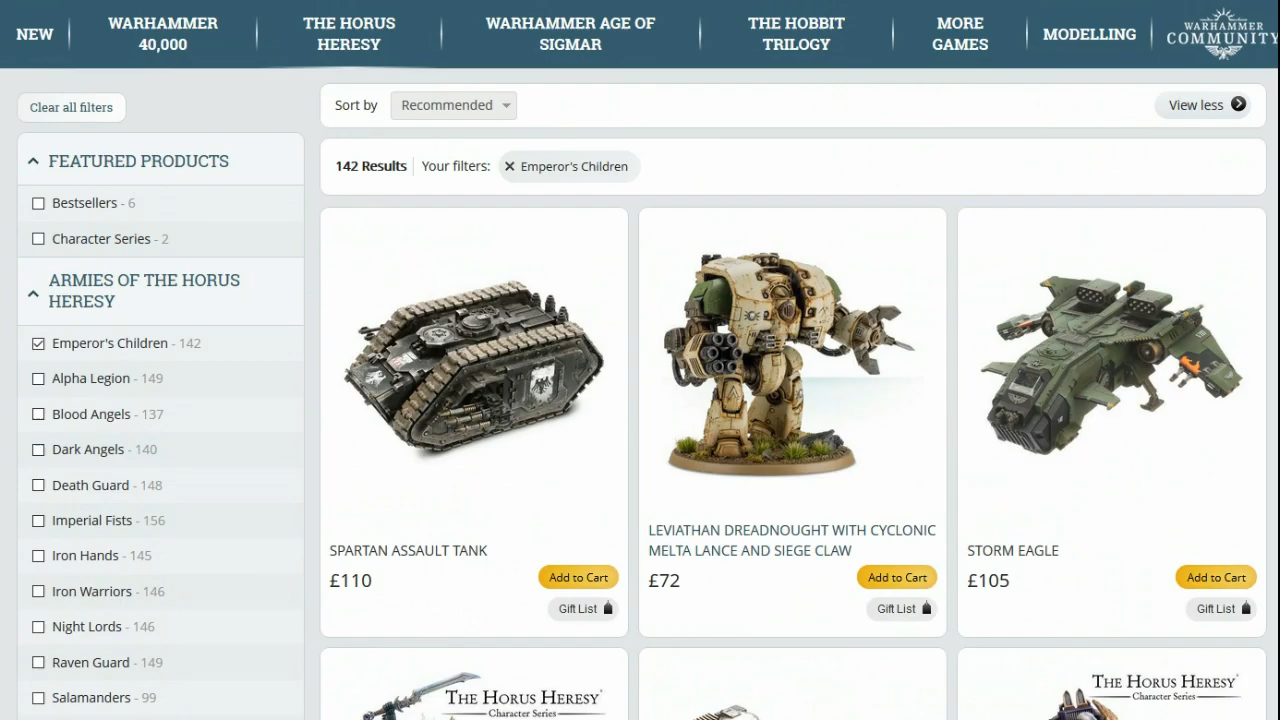 NEW
WARHAMMER
40,000
THE HORUS
HERESY
WARHAMMER AGE OF
SIGMAR
THE HOBBIT
TRILOGY
MORE
GAMES
MODELLING
WARHAMMER
COMMUNITY
Clear all filters
Sort by
Recommended
View less
142 Results
Your filters:
Emperor's Children
FEATURED PRODUCTS
Bestsellers - 6
Character Series - 2
ARMIES OF THE HORUS
HERESY
Emperor's Children - 142
Alpha Legion - 149
Blood Angels - 137
Dark Angels - 140
Death Guard - 148
Imperial Fists - 156
Iron Hands - 145
Iron Warriors - 146
Night Lords - 146
Raven Guard - 149
Salamanders - 99
SPARTAN ASSAULT TANK
£110
Add to Cart
Gift List
LEVIATHAN DREADNOUGHT WITH CYCLONIC
MELTA LANCE AND SIEGE CLAW
£72
Add to Cart
Gift List
STORM EAGLE
£105
Add to Cart
Gift List
THE HORUS HERESY
Character Series
THE HORUS HERESY
Character Series